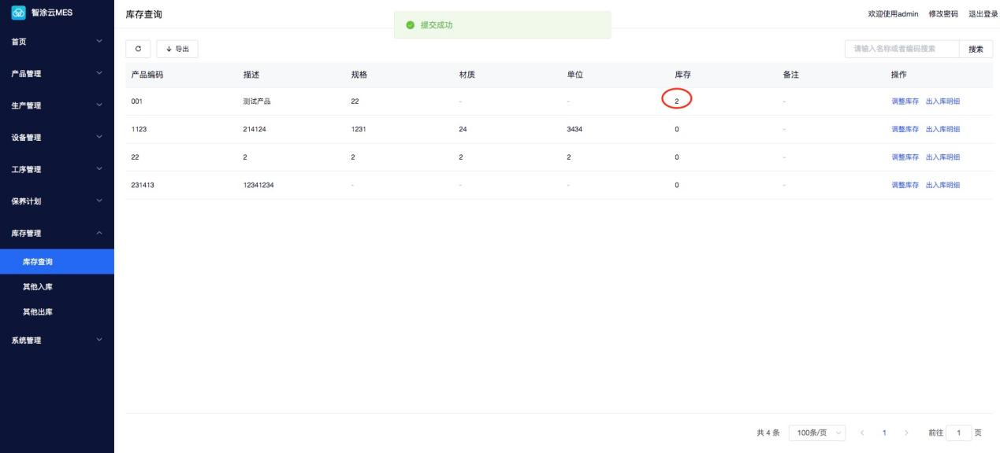 智涂云MES
首页
产品管理
生产管理
设备管理
工序管理
保养计划
库存管理
库存查询
其他入库
其他出库
系统管理
库存查询
提交成功
欢迎使用admin 修改密码 退出登录
导出
请输入名称或者编码搜索 搜索
产品编码 描述 规格 材质 单位 库存 备注 操作
001 测试产品 22 - - 2 - 调整库存 出入库明细
1123 214124 1231 24 3434 0 - 调整库存 出入库明细
22 2 2 2 2 0 - 调整库存 出入库明细
231413 12341234 - - - 0 - 调整库存 出入库明细
共 4 条 100条/页 1 前往 1 页